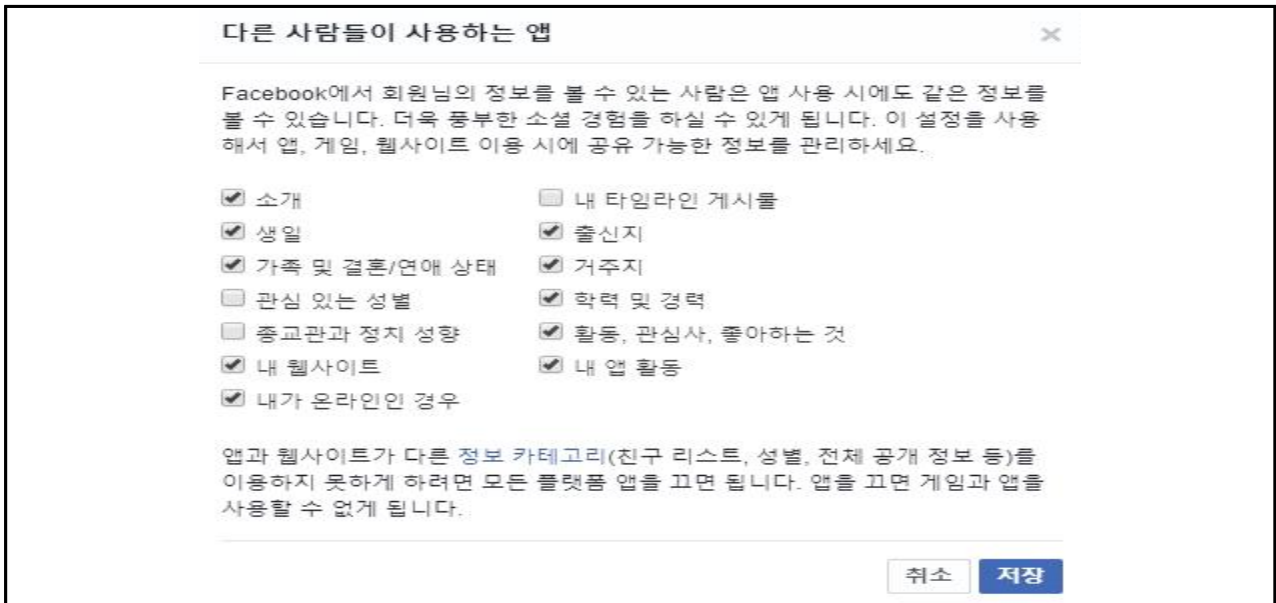 다른 사람들이 사용하는 앱
Facebook에서 회원님의 정보를 볼 수 있는 사람은 앱 사용 시에도 같은 정보를
볼 수 있습니다. 더욱 풍부한 소셜 경험을 하실 수 있게 됩니다. 이 설정을 사용
해서 앱, 게임, 웹사이트 이용 시에 공유 가능한 정보를 관리하세요.
소개
내 타임라인 게시물
생일
출신지
가족 및 결혼/연애 상태
거주지
관심 있는 성별
학력 및 경력
종교관과 정치 성향
활동, 관심사, 좋아하는 것
내 웹사이트
내 앱 활동
내가 온라인인 경우
앱과 웹사이트가 다른 정보 카테고리(친구 리스트, 성별, 전체 공개 정보 등)를
이용하지 못하게 하려면 모든 플랫폼 앱을 끄면 됩니다. 앱을 끄면 게임과 앱을
사용할 수 없게 됩니다.
취소
저장